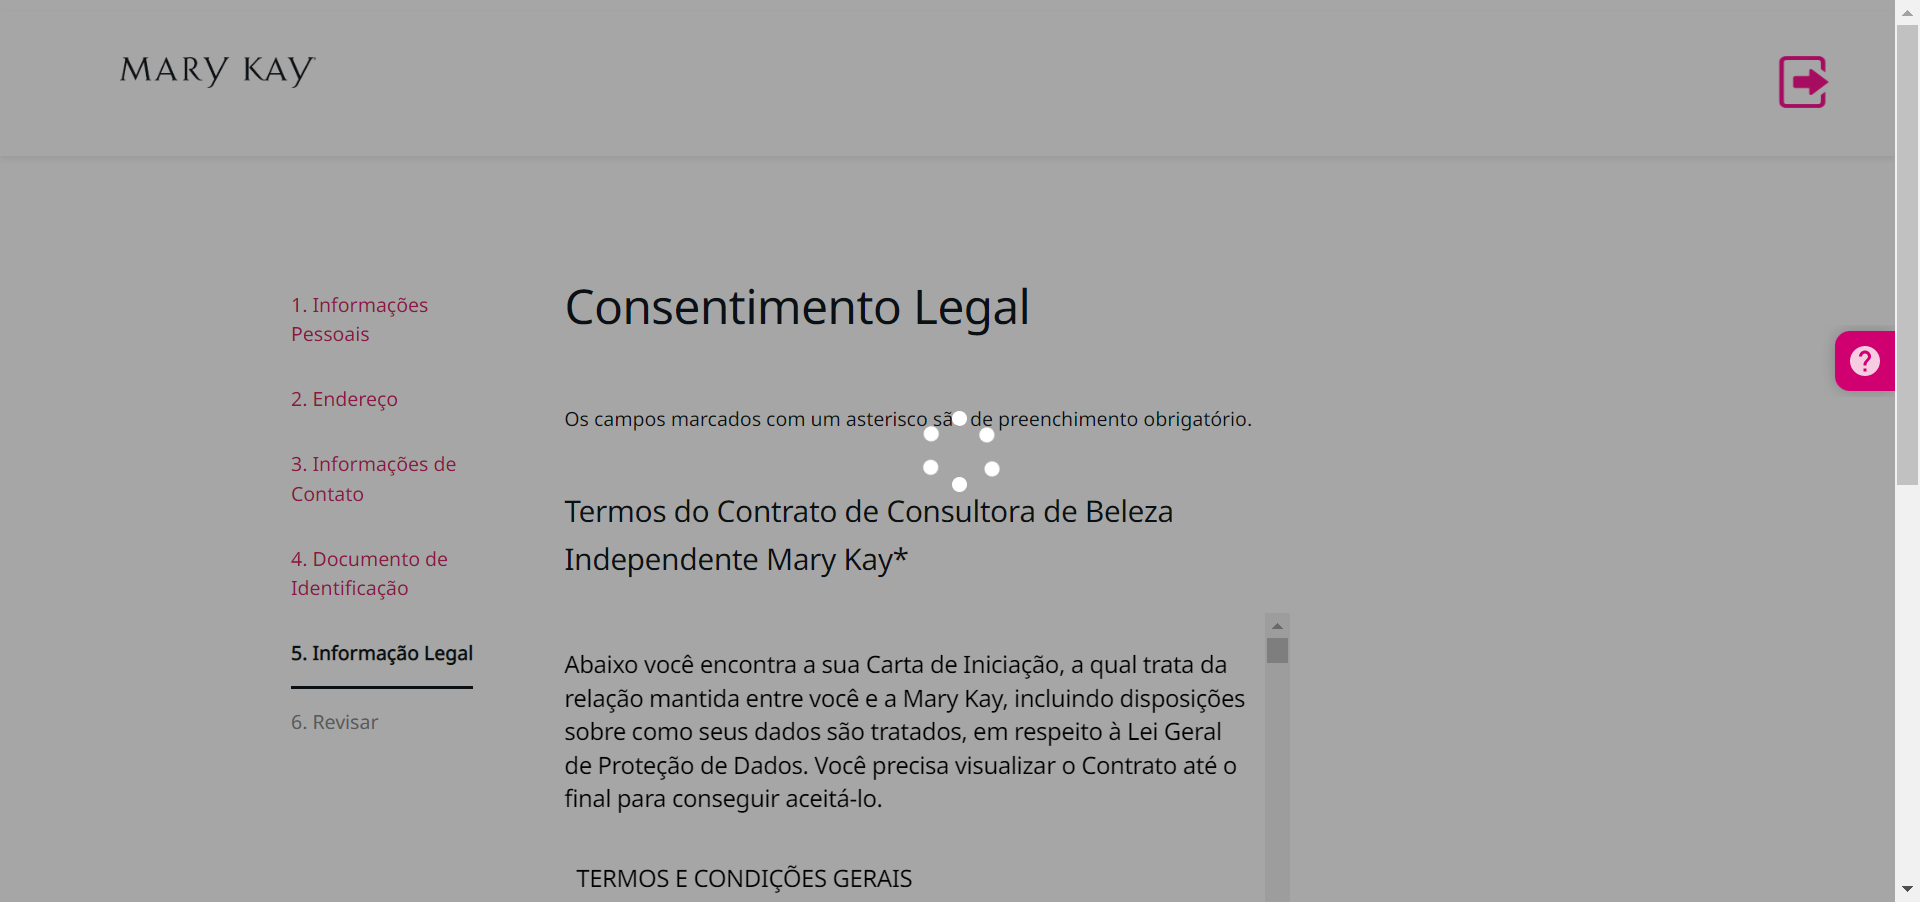 MARY KAY
1. Informações
Pessoais
2. Endereço
3. Informações de
Contato
4. Documento de
Identificação
5. Informação Legal
6. Revisar
Consentimento Legal
Os campos marcados com um asterisco são de preenchimento obrigatório.
Termos do Contrato de Consultora de Beleza
Independente Mary Kay*
Abaixo você encontra a sua Carta de Iniciação, a qual trata da
relação mantida entre você e a Mary Kay, incluindo disposições
sobre como seus dados são tratados, em respeito à Lei Geral
de Proteção de Dados. Você precisa visualizar o Contrato até o
final para conseguir aceitá-lo.
TERMOS E CONDIÇÕES GERAIS